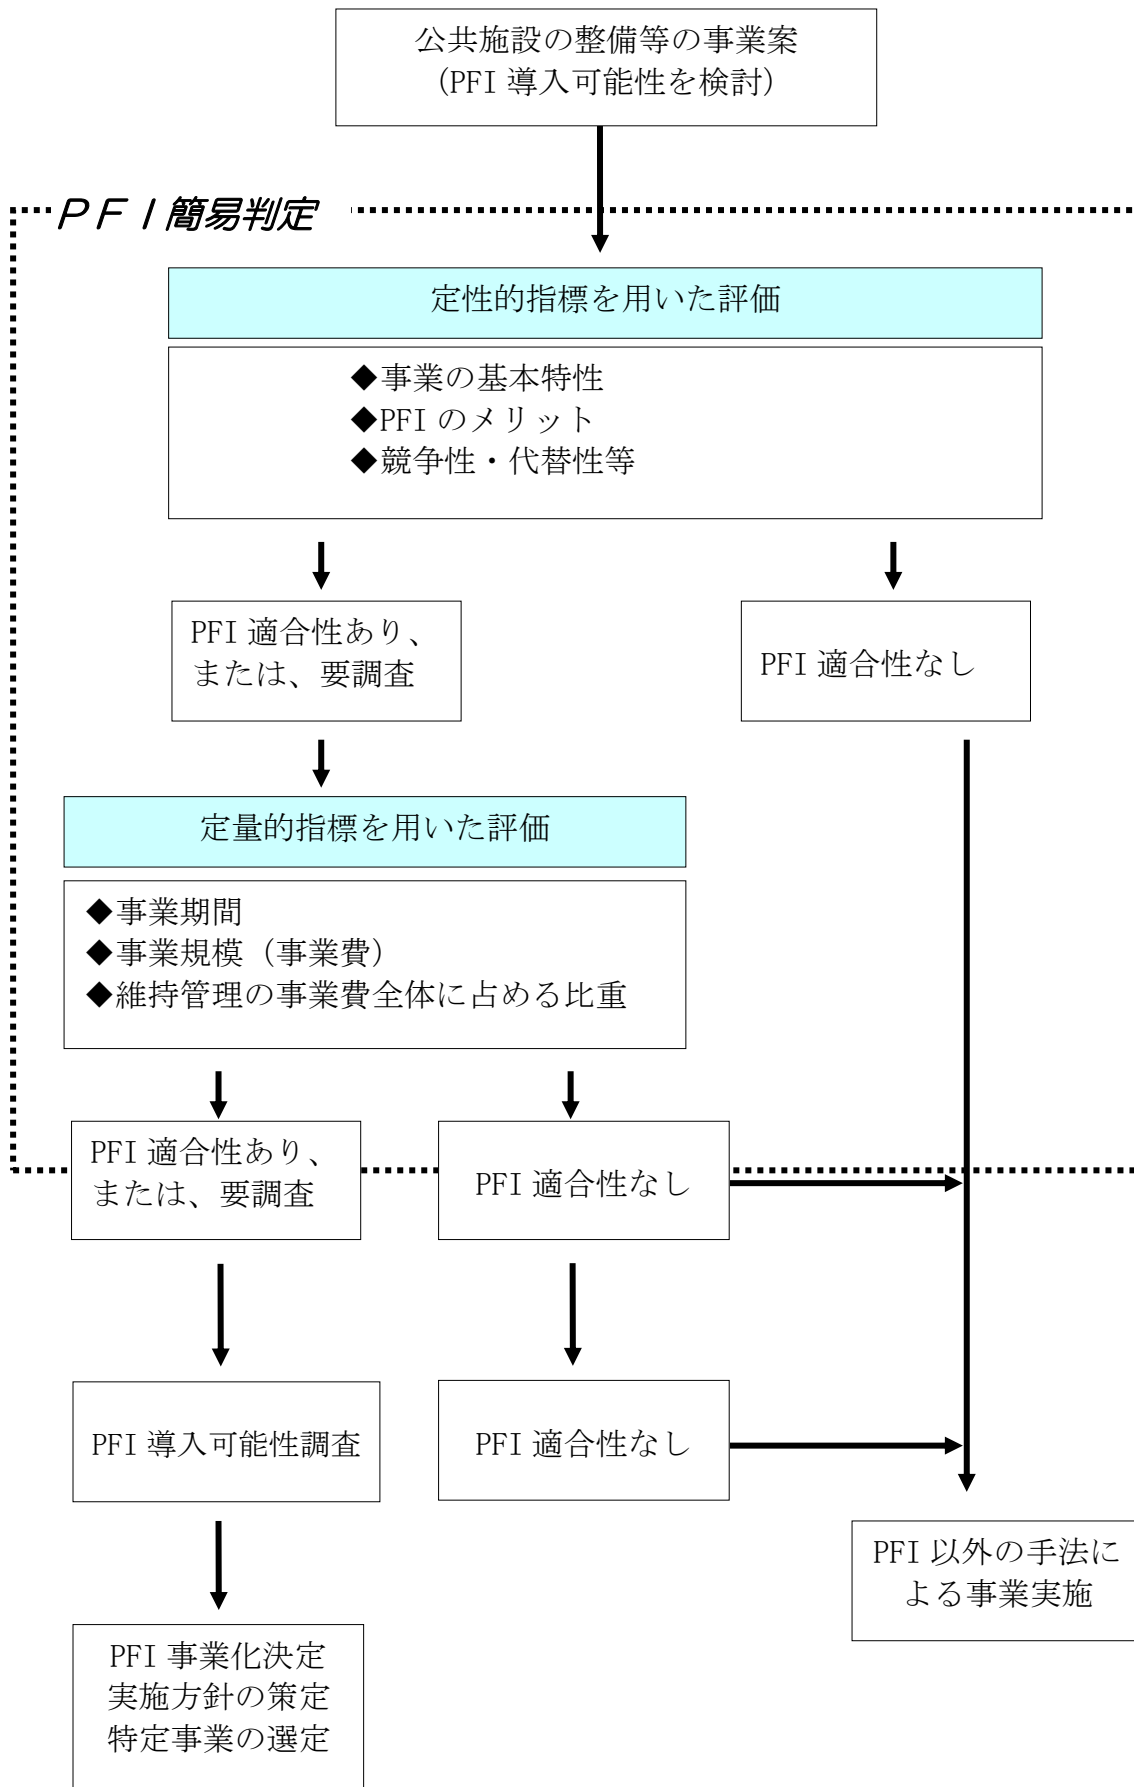 公共施設の整備等の事業案
(PFI 導入可能性を検討)
ＰＦＩ簡易判定
定性的指標を用いた評価
◆事業の基本特性
◆PFI のメリット
◆競争性・代替性等
PFI 適合性あり、
または、要調査
PFI 適合性なし
定量的指標を用いた評価
◆事業期間
◆事業規模（事業費）
◆維持管理の事業費全体に占める比重
PFI 適合性あり、
または、要調査
PFI 適合性なし
PFI 導入可能性調査
PFI 適合性なし
PFI 以外の手法に
よる事業実施
PFI 事業化決定
実施方針の策定
特定事業の選定